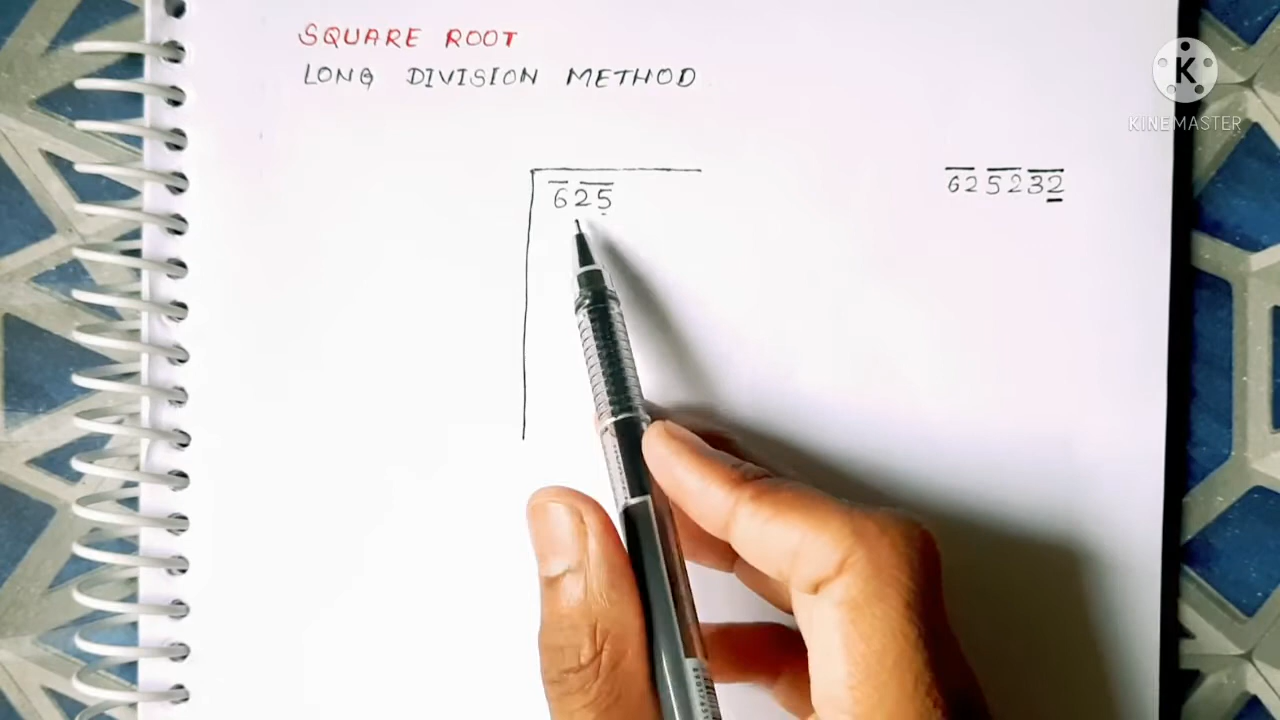 SQUARE ROOT
LONG DIVISION METHOD
K
KINEMASTER
625
625232